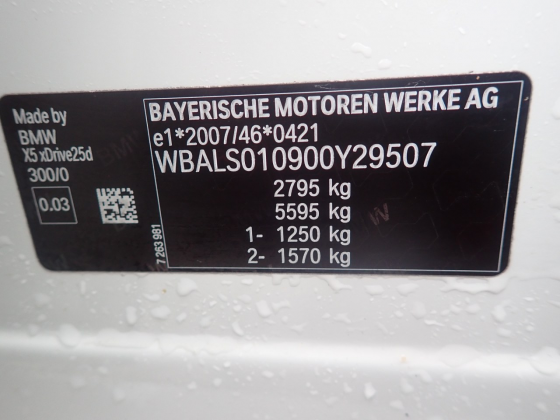 Made by
BMW
X5 xDrive25d
300/0
0.03
7 263 981
BAYERISCHE MOTOREN WERKE AG
e1*2007/46*0421
WBALS010900Y29507
2795 kg
5595 kg
1- 1250 kg
2- 1570 kg